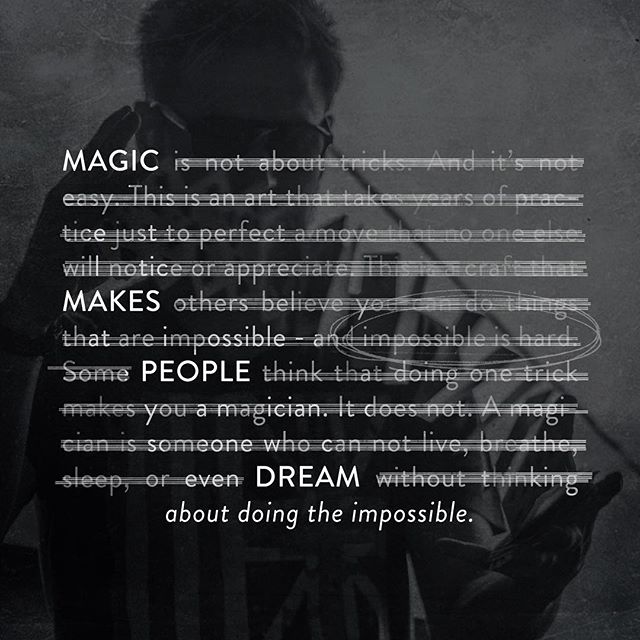 MAGIC is not about tricks. And it's not
easy. This is an art that takes years of prac-
tice just to perfect a move that no one else
will notice or appreciate. This is a craft that
MAKES others believe you can do things
that are impossible - and impossible is hard.
Some PEOPLE think that doing one trick
makes you a magician. It does not. A magi-
cian is someone who can not live, breathe,
sleep, or even DREAM without thinking
about doing the impossible.